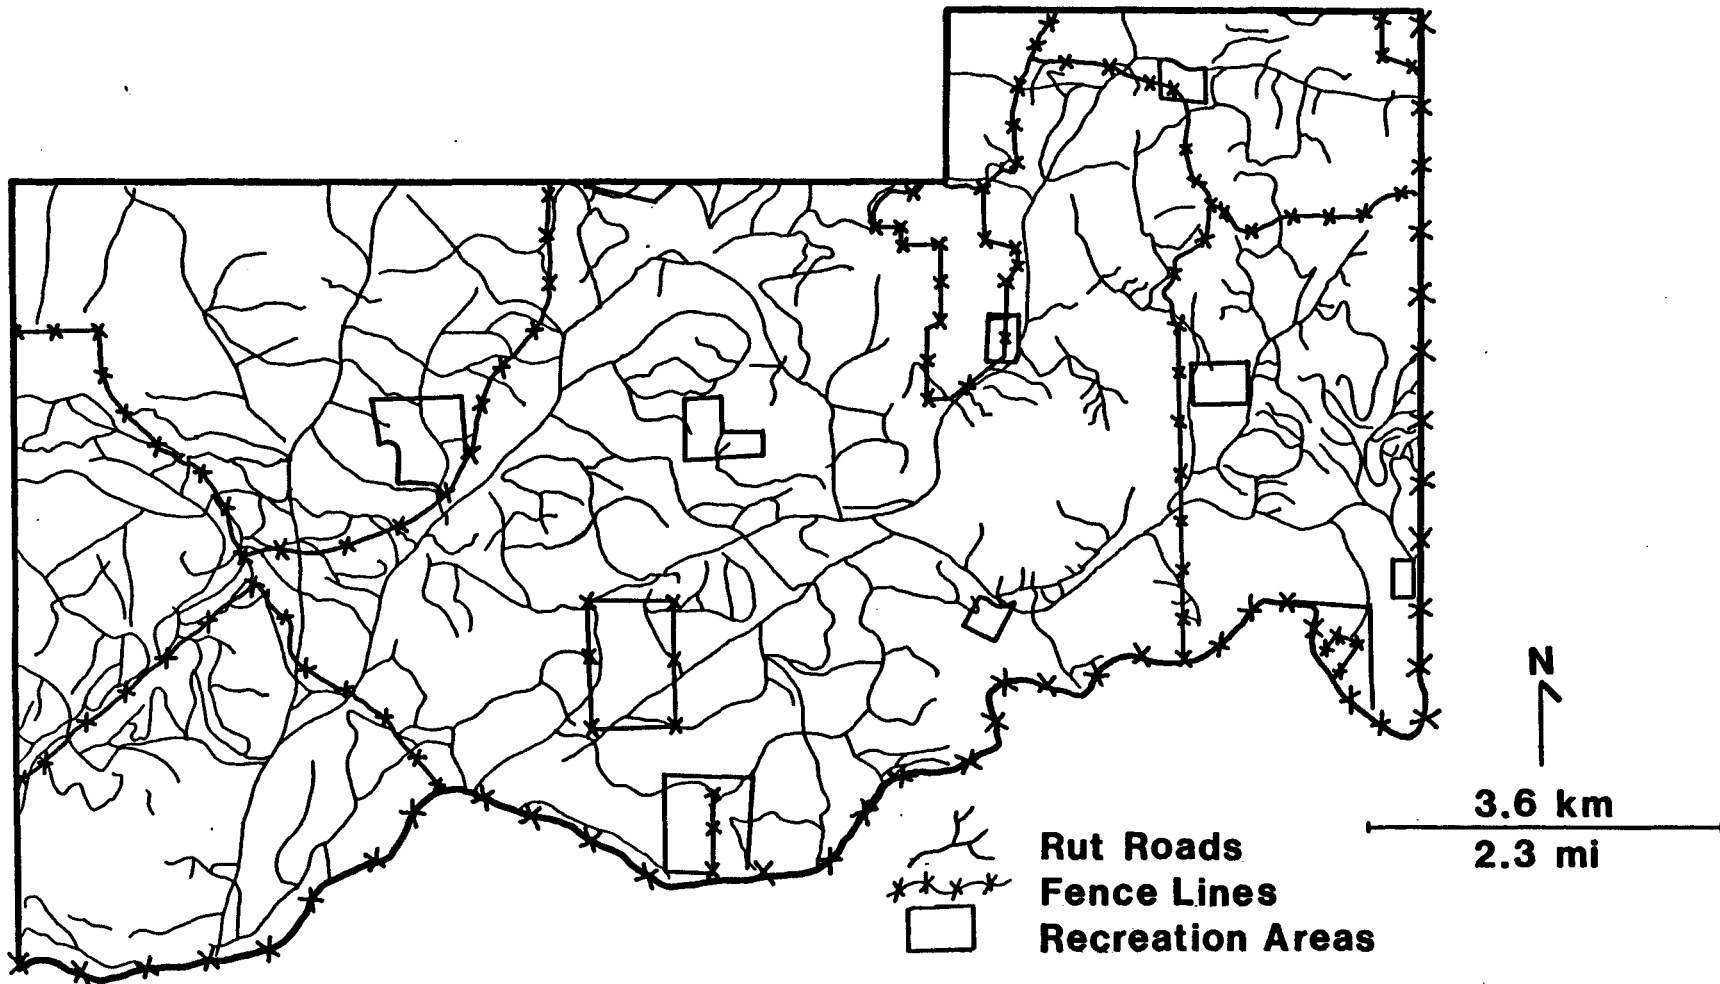 N
3.6 km
2.3 mi
Rut Roads
Fence Lines
Recreation Areas